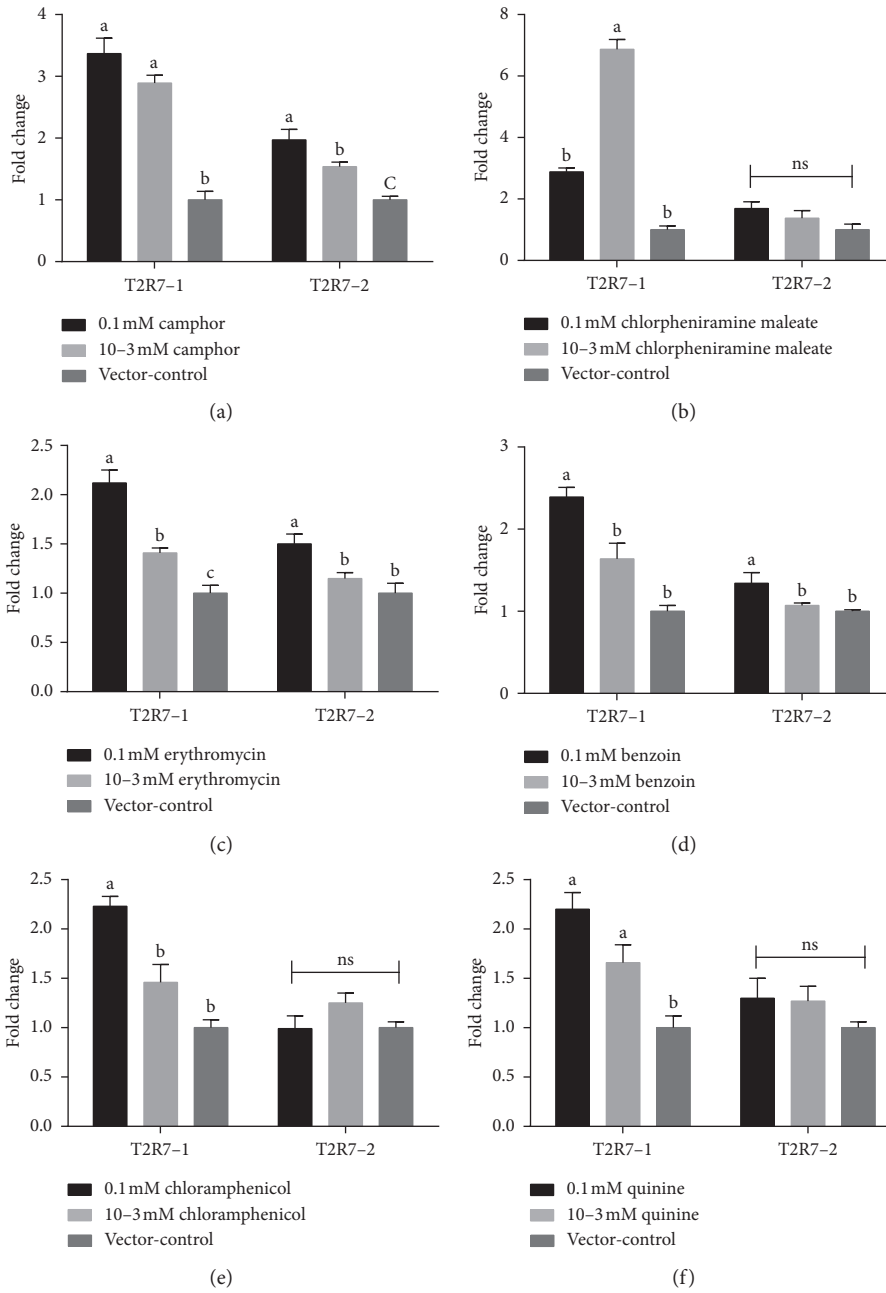 4
3
2
1
0
Fold change
a
a
b
a
b
C
T2R7–1
T2R7–2
0.1 mM camphor
10–3 mM camphor
Vector-control
(a)
8
6
4
2
0
Fold change
b
a
b
ns
T2R7–1
T2R7–2
0.1 mM chlorpheniramine maleate
10–3 mM chlorpheniramine maleate
Vector-control
(b)
2.5
2.0
1.5
1.0
0.5
0.0
Fold change
a
b
c
a
b
b
T2R7–1
T2R7–2
0.1 mM erythromycin
10–3 mM erythromycin
Vector-control
(c)
3
2
1
0
Fold change
a
b
b
a
b
b
T2R7–1
T2R7–2
0.1 mM benzoin
10–3 mM benzoin
Vector-control
(d)
2.5
2.0
1.5
1.0
0.5
0.0
Fold change
a
b
b
ns
T2R7–1
T2R7–2
0.1 mM chloramphenicol
10–3 mM chloramphenicol
Vector-control
(e)
2.5
2.0
1.5
1.0
0.5
0.0
Fold change
a
a
b
ns
T2R7–1
T2R7–2
0.1 mM quinine
10–3 mM quinine
Vector-control
(f)